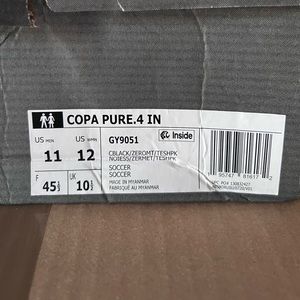 COPA PURE.4 IN
US MEN 11 US WMN 12
GY9051 Inside
CBLACK/ZEROMT/TESHPK
NOIESS/ZERMET/TESHPK
SOCCER
SOCCER
MADE IN MYANMAR
FABRIQUÉ AU MYANMAR
F 45⅓ UK 10½